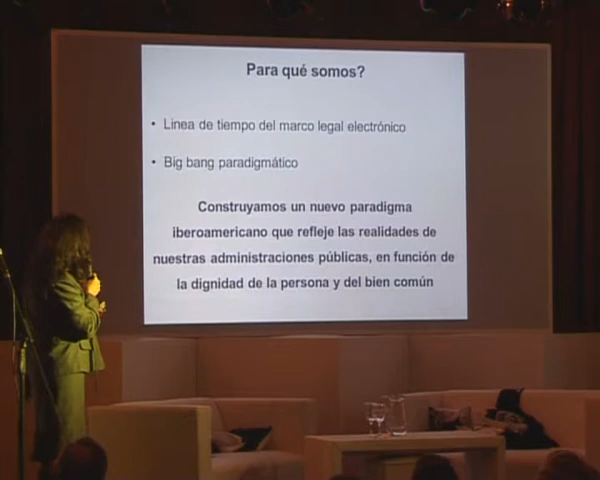 Para qué somos?
• Linea de tiempo del marco legal electrónico
• Big bang paradigmático
Construyamos un nuevo paradigma
iberoamericano que refleje las realidades de
nuestras administraciones públicas, en función de
la dignidad de la persona y del bien común